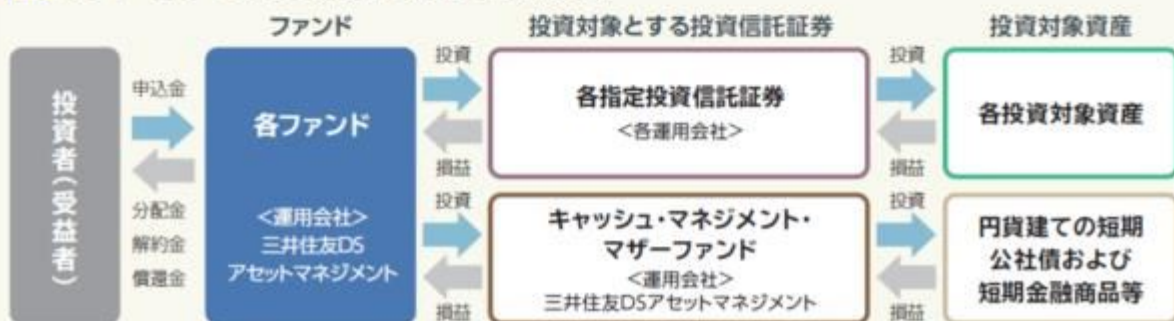 ファンド
投資対象とする投資信託証券
投資対象資産
投資者(受益者)
申込金
分配金
解約金
償還金
各ファンド
<運用会社>
三井住友DS
アセットマネジメント
投資
損益
各指定投資信託証券
<各運用会社>
投資
損益
各投資対象資産
投資
損益
キャッシュ・マネジメント・
マザーファンド
<運用会社>
三井住友DSアセットマネジメント
投資
損益
円貨建ての短期
公社債および
短期金融商品等